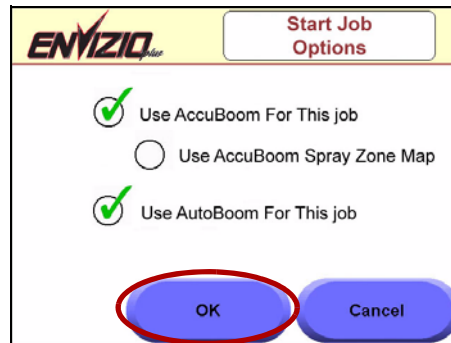 ENVIZIO plus
Start Job
Options
Use AccuBoom For This job
Use AccuBoom Spray Zone Map
Use AutoBoom For This job
OK
Cancel